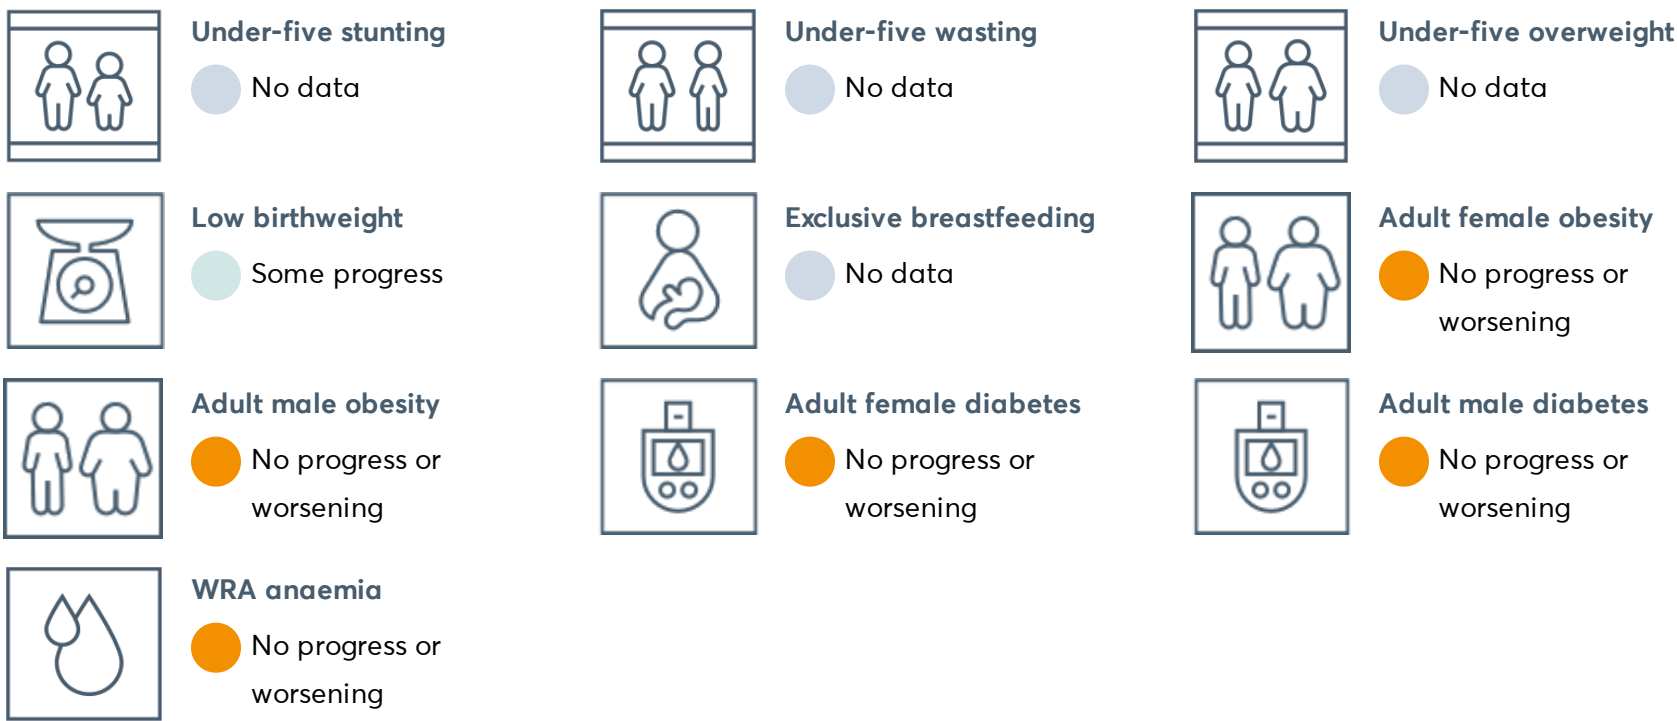 Under-five stunting
No data
Under-five wasting
No data
Under-five overweight
No data
Low birthweight
Some progress
Exclusive breastfeeding
No data
Adult female obesity
No progress or
worsening
Adult male obesity
No progress or
worsening
Adult female diabetes
No progress or
worsening
Adult male diabetes
No progress or
worsening
WRA anaemia
No progress or
worsening